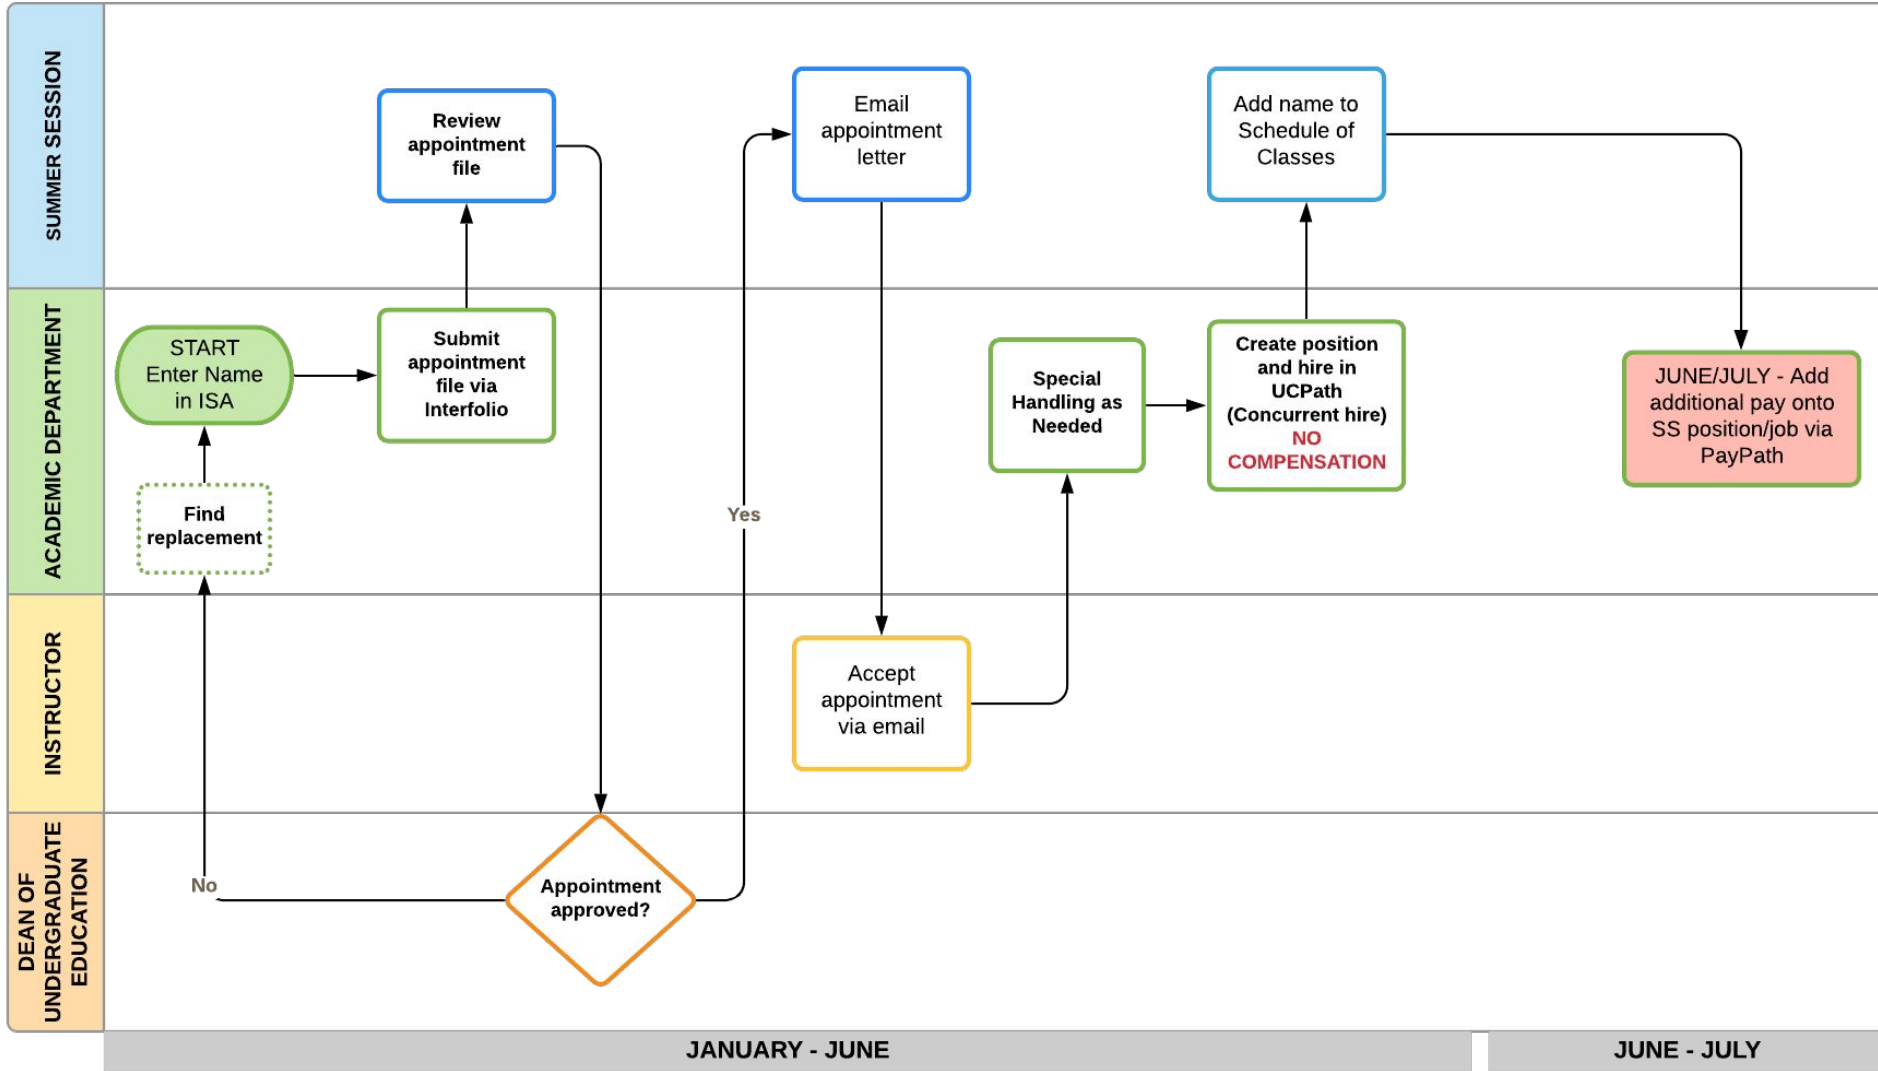 SUMMER SESSION
Review
appointment
file
Email
appointment
letter
Add name to
Schedule of
Classes
ACADEMIC DEPARTMENT
START
Enter Name
in ISA
Submit
appointment
file via
Interfolio
Special
Handling as
Needed
Create position
and hire in
UCPath
(Concurrent hire)
NO
COMPENSATION
JUNE/JULY - Add
additional pay onto
SS position/job via
PayPath
Find
replacement
Yes
INSTRUCTOR
Accept
appointment
via email
DEAN OF
UNDERGRADUATE
EDUCATION
No
Appointment
approved?
JANUARY - JUNE
JUNE - JULY